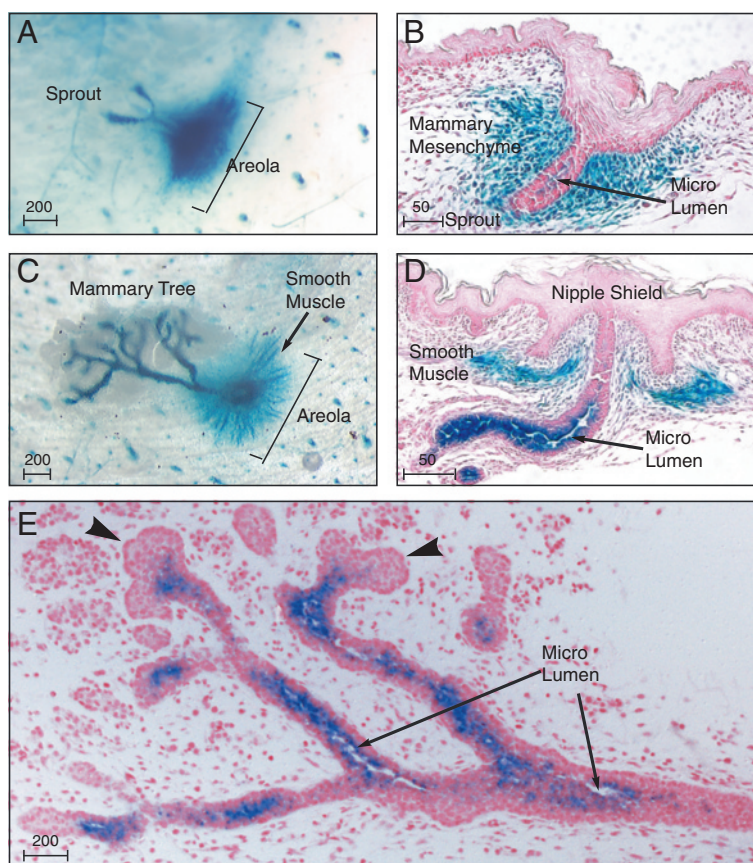 A
Sprout
Areola
200
B
Mammary
Mesenchyme
Micro
Lumen
50
Sprout
C
Mammary Tree
Smooth
Muscle
Areola
200
D
Nipple Shield
Smooth
Muscle
Micro
Lumen
50
E
Micro
Lumen
200